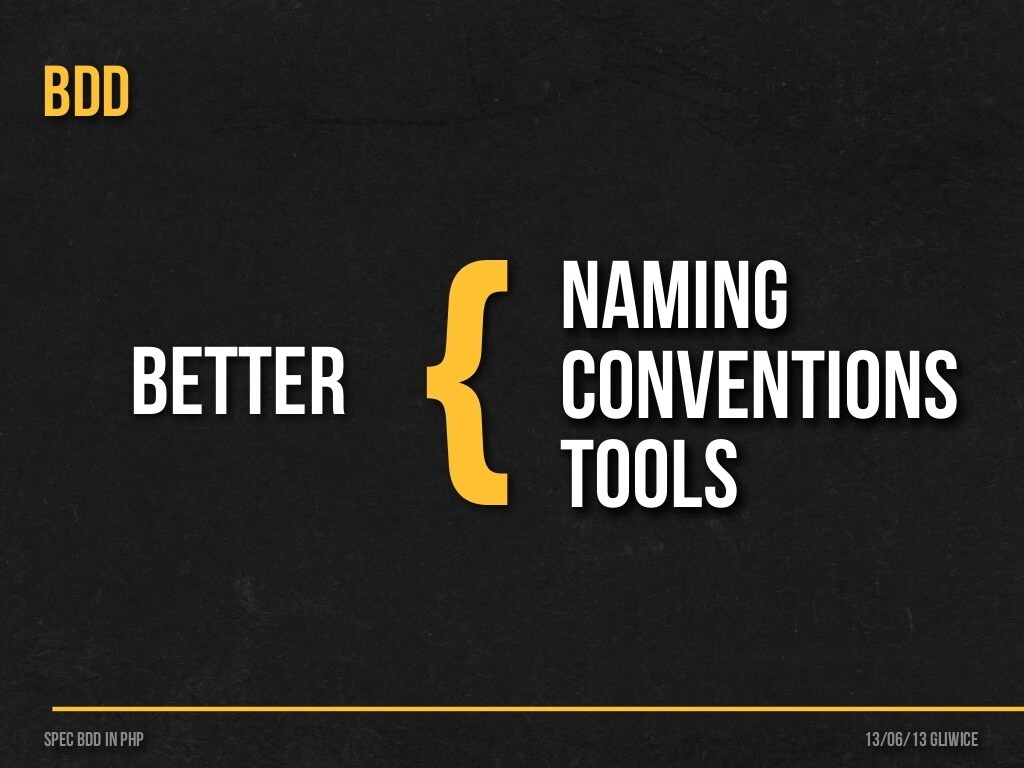 BDD
BETTER
{
NAMING
CONVENTIONS
TOOLS
SPEC BDD IN PHP
13/06/13 GLIWICE